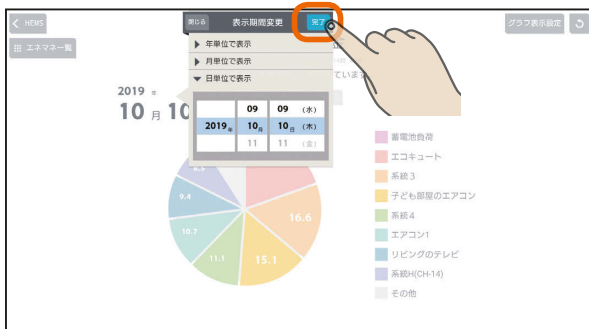 HEMS
閉じる
表示期間変更
完了
グラフ表示設定
エネマネ一覧
年単位で表示
月単位で表示
日単位で表示
ています
2019 年
10 月 10
09 09 (水)
2019年 10月 10日 (木)
11 11 (金)
蓄電池負荷
エコキュート
系統3
子ども部屋のエアコン
系統4
エアコン1
リビングのテレビ
系統H(CH-14)
その他
9.4
10.7
11.1
15.1
16.6